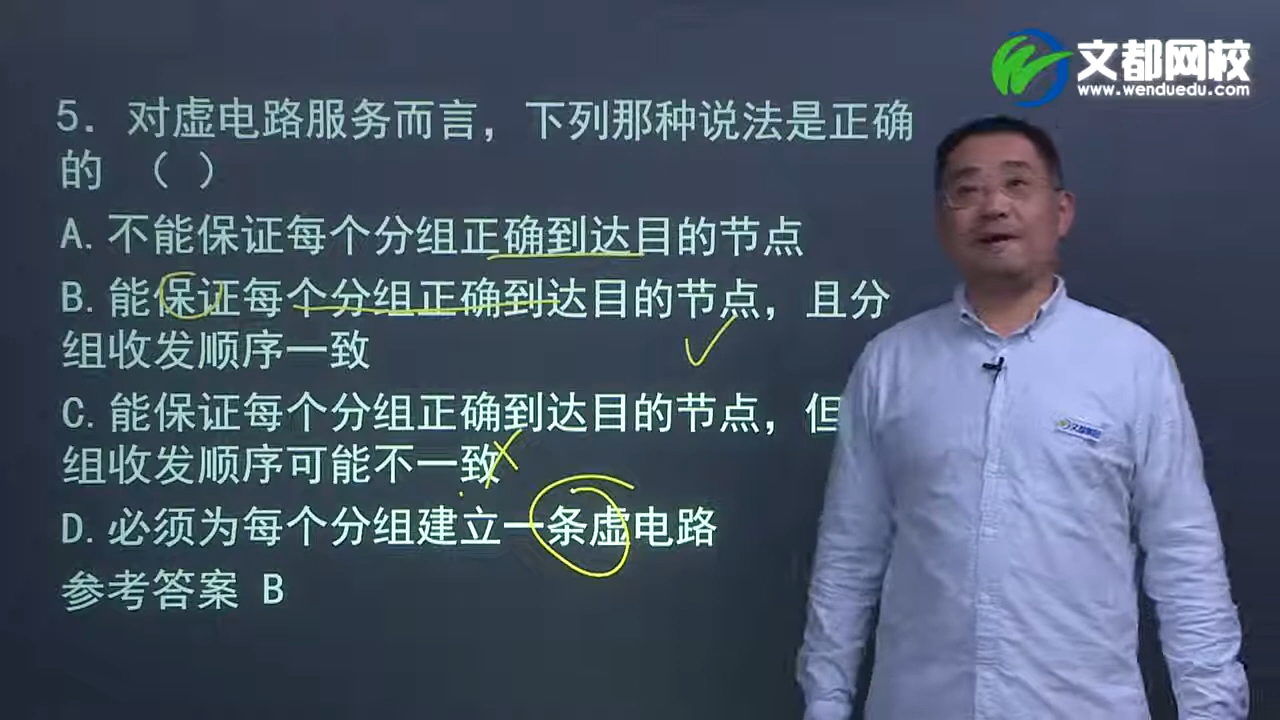 文都网校
www.wenduedu.com
5．对虚电路服务而言，下列那种说法是正确
的 （ ）
A.不能保证每个分组正确到达目的节点
B.能保证每个分组正确到达目的节点，且分
组收发顺序一致
C.能保证每个分组正确到达目的节点，但
组收发顺序可能不一致
D.必须为每个分组建立一条虚电路
参考答案 B